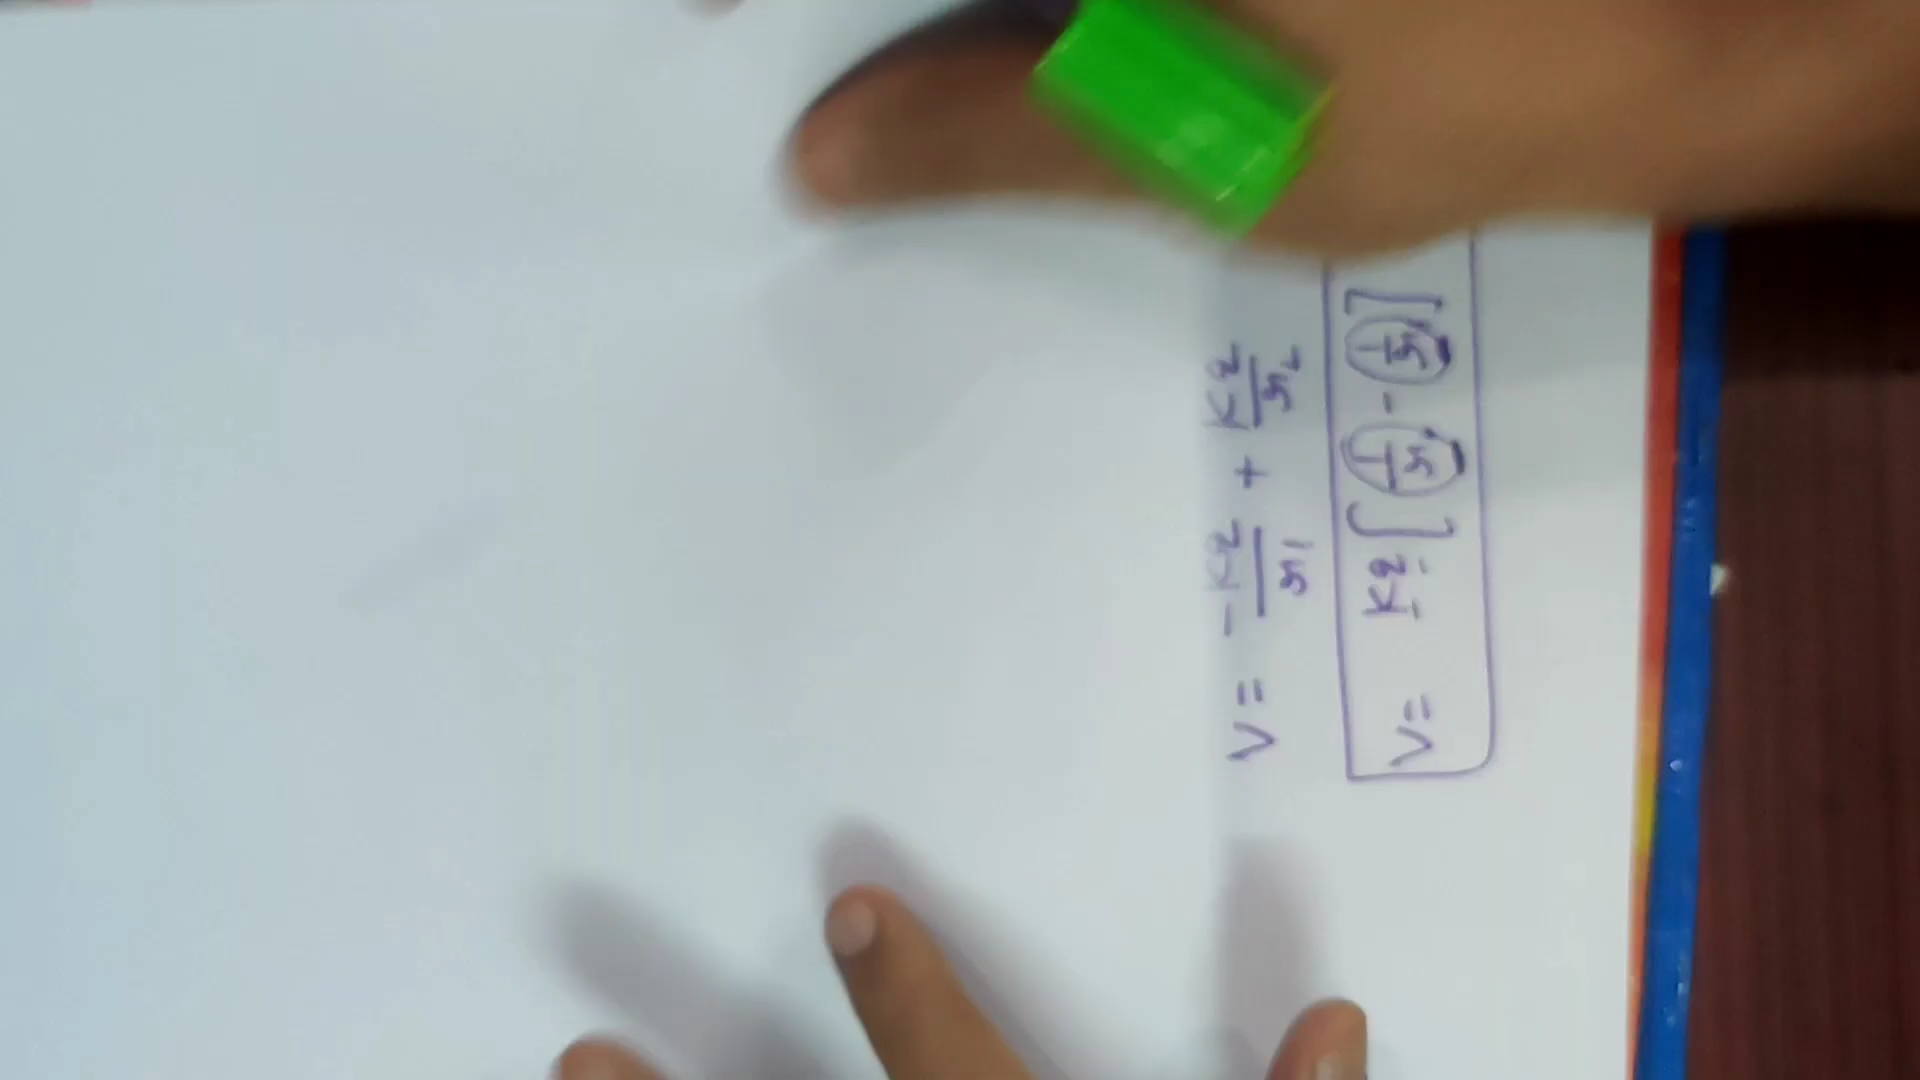 V = -Kq/r₁ + Kq/r₂
V = Kq [(1/r₂) - (1/r₁)]